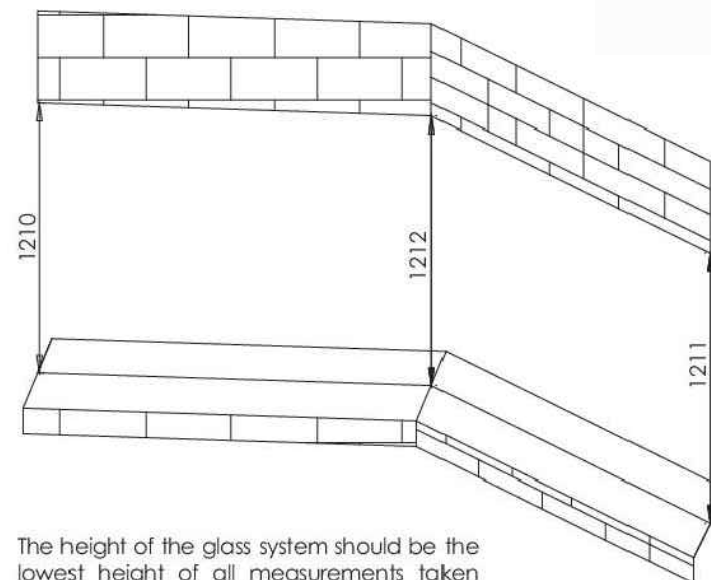 1210
1212
1211
The height of the glass system should be the
lowest height of all measurements taken